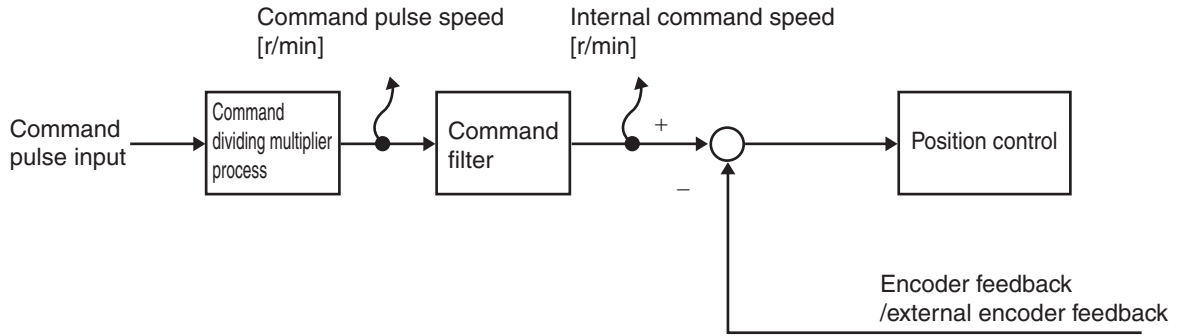 Command pulse speed
[r/min]
Internal command speed
[r/min]
Command
pulse input
Command
dividing multiplier
process
Command
filter
+
−
Position control
Encoder feedback
/external encoder feedback